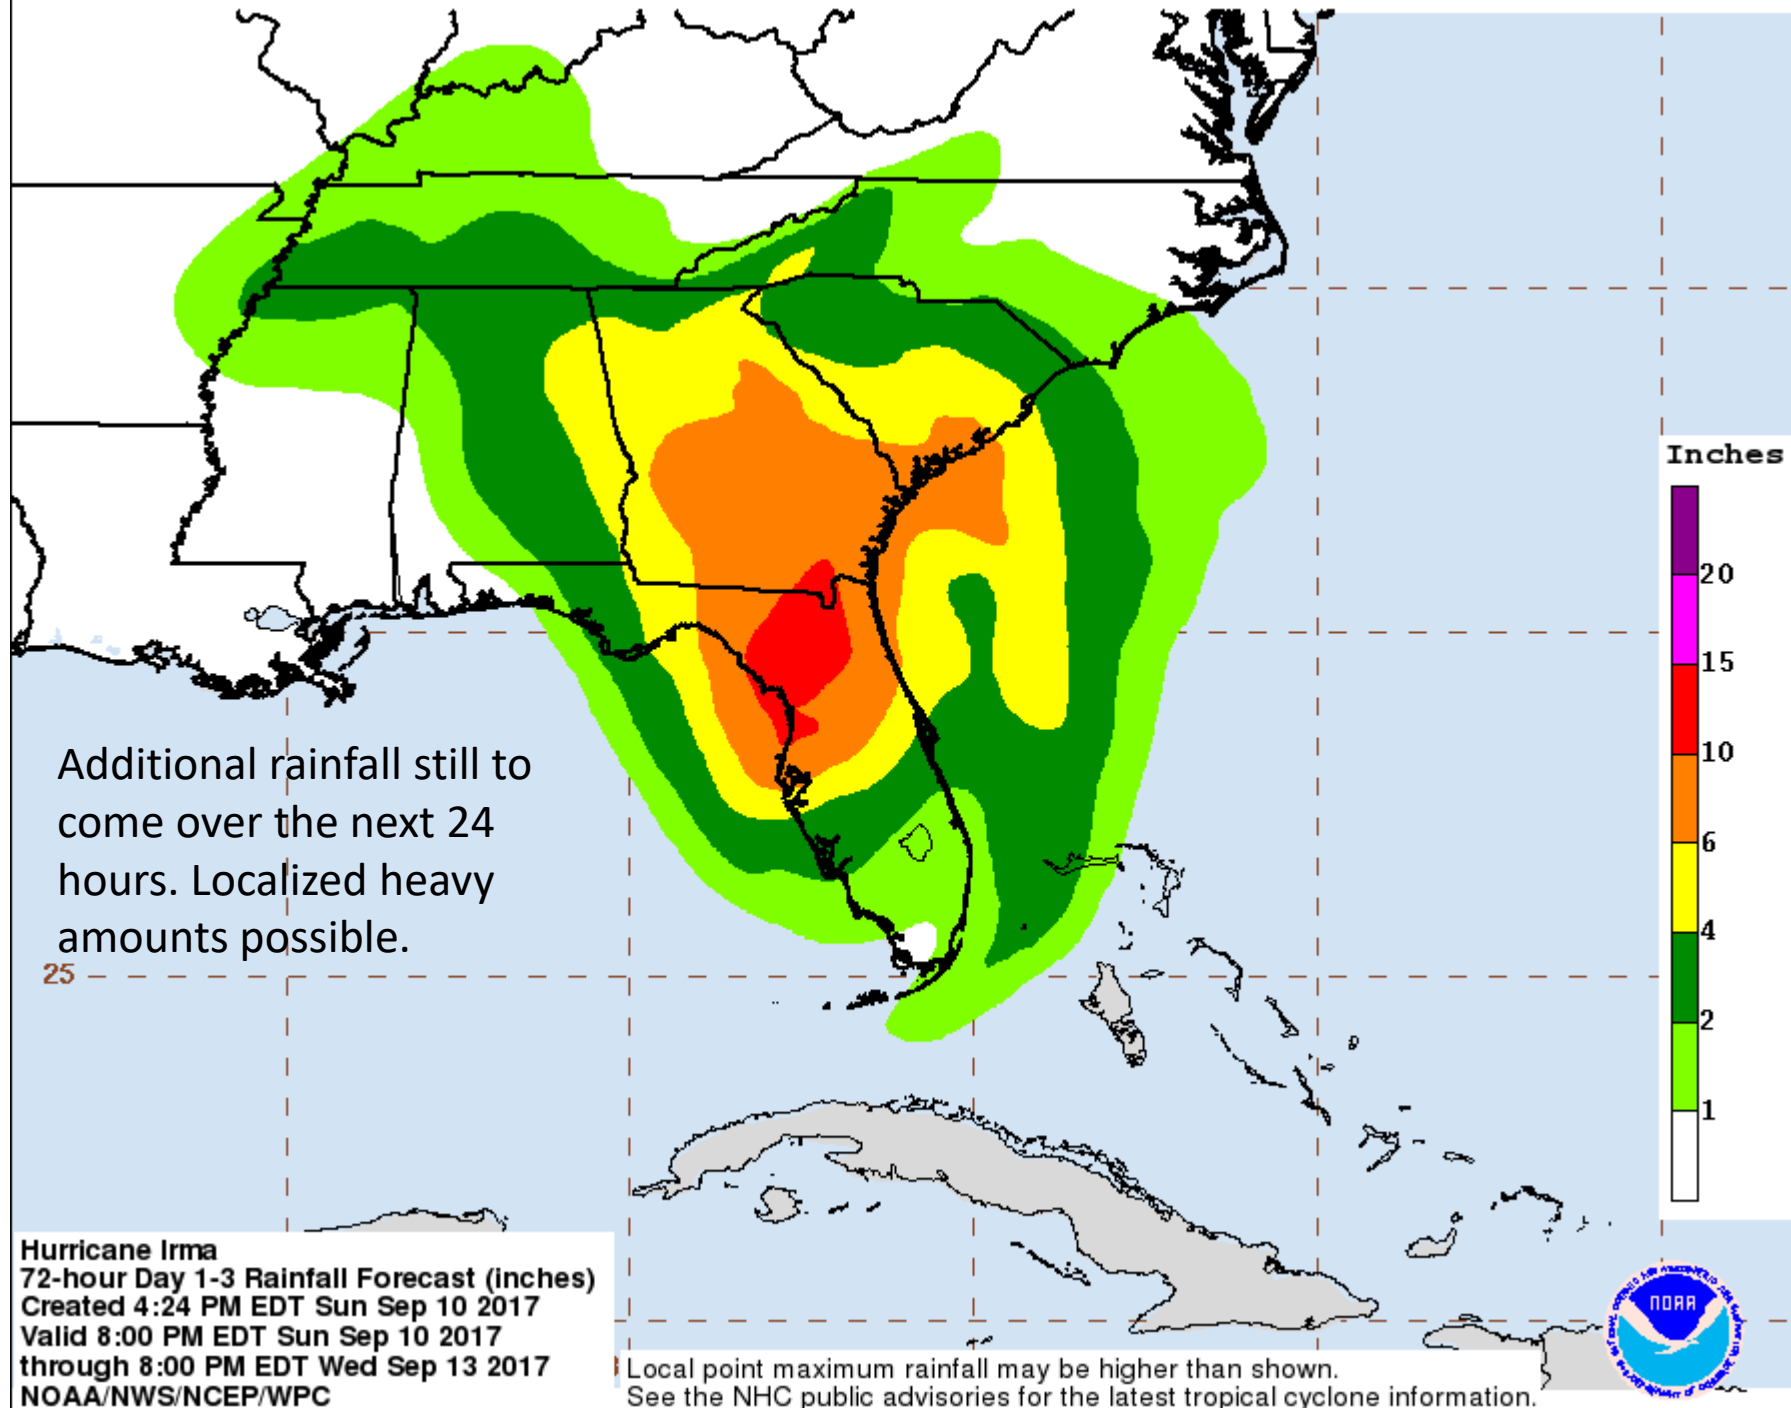 Inches
20
15
10
6
4
2
1
Additional rainfall still to
come over the next 24
hours. Localized heavy
amounts possible.
25
Hurricane Irma
72-hour Day 1-3 Rainfall Forecast (inches)
Created 4:24 PM EDT Sun Sep 10 2017
Valid 8:00 PM EDT Sun Sep 10 2017
through 8:00 PM EDT Wed Sep 13 2017
NOAA/NWS/NCEP/WPC
Local point maximum rainfall may be higher than shown.
See the NHC public advisories for the latest tropical cyclone information.
NOAA